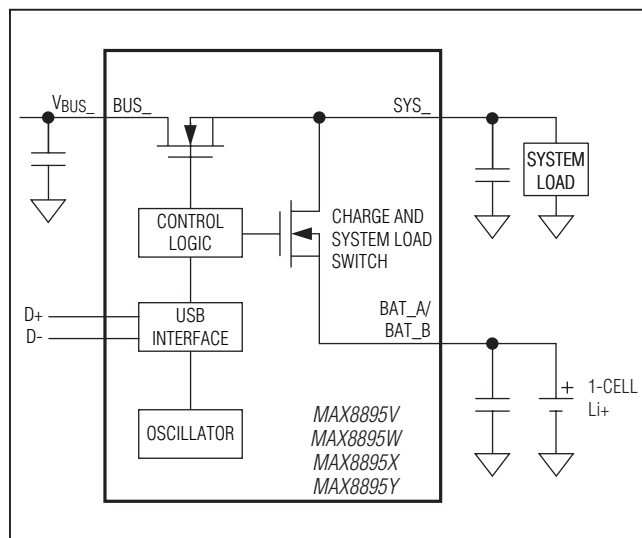 VBUS_
BUS_
SYS_
SYSTEM
LOAD
CONTROL
LOGIC
CHARGE AND
SYSTEM LOAD
SWITCH
D+
D-
USB
INTERFACE
BAT_A/
BAT_B
+
1-CELL
Li+
OSCILLATOR
MAX8895V
MAX8895W
MAX8895X
MAX8895Y